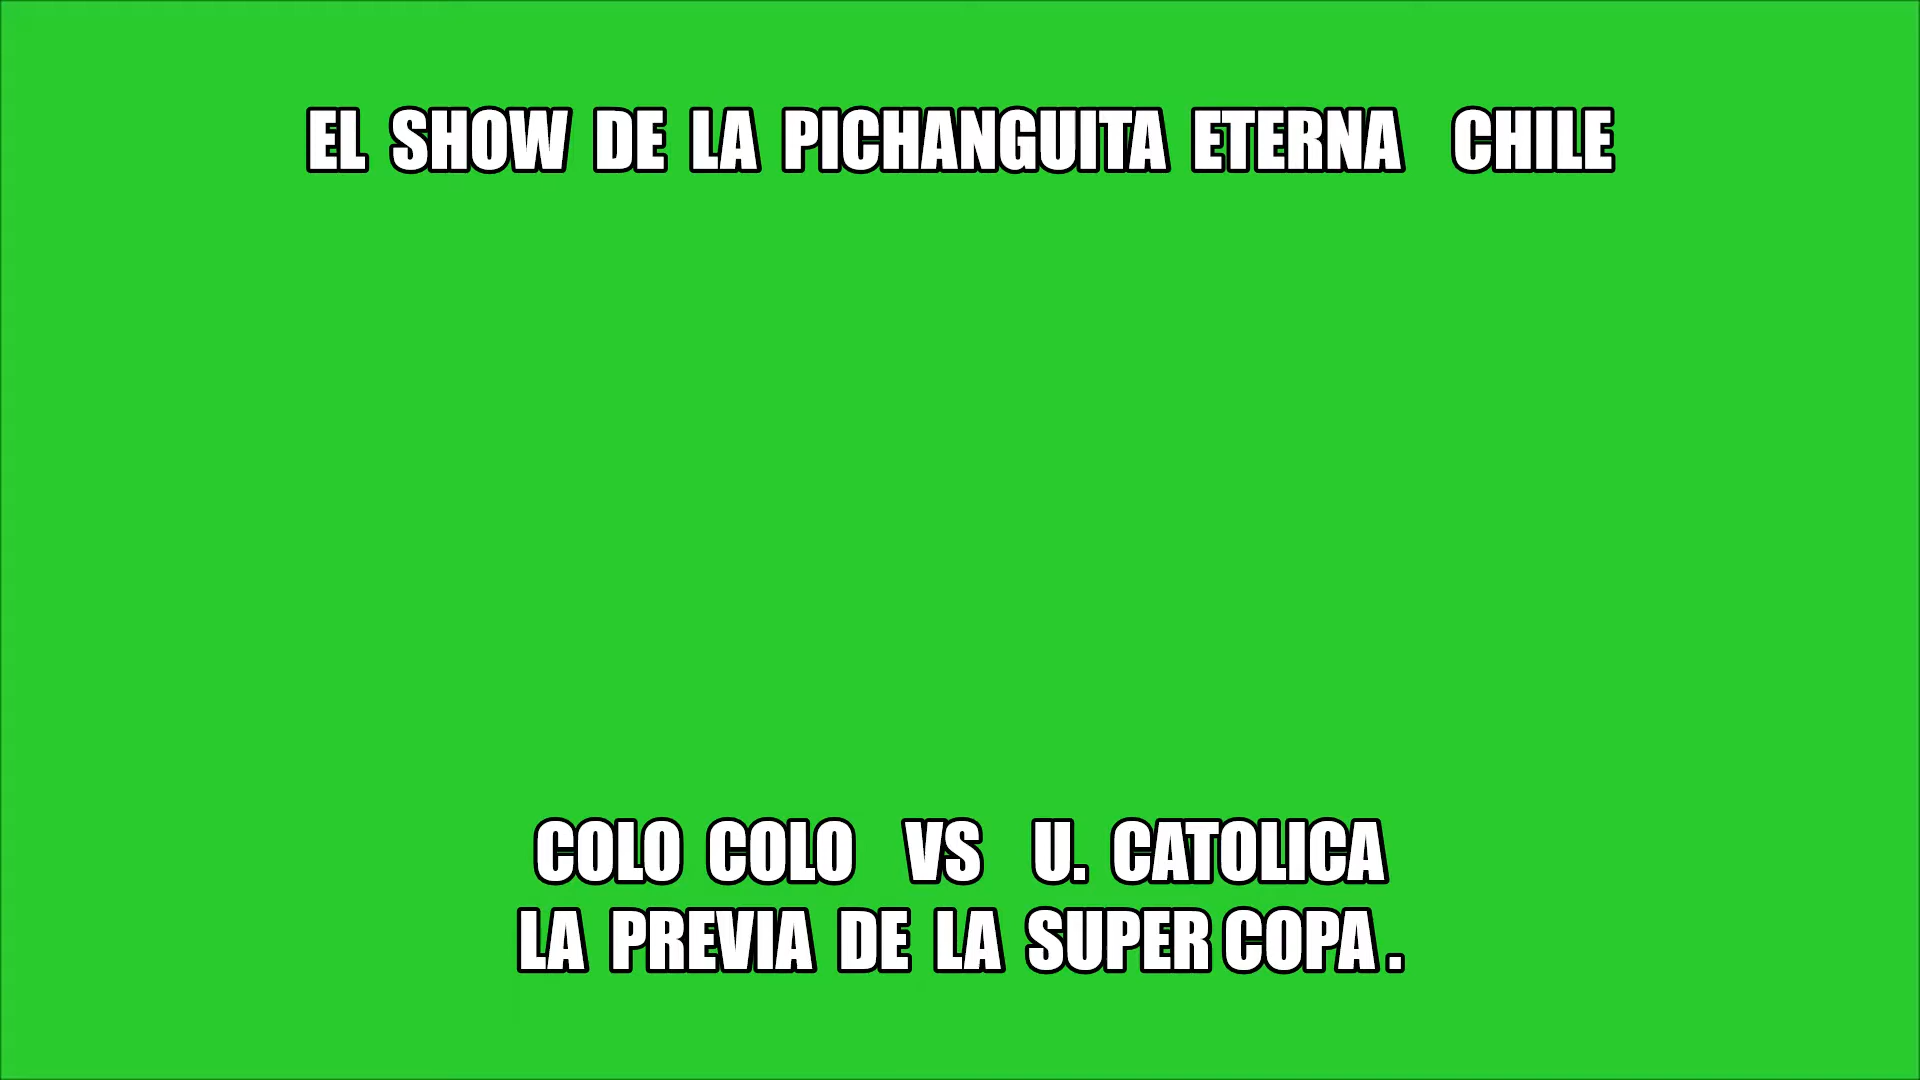 EL SHOW DE LA PICHANGUITA ETERNA CHILE
COLO COLO VS U. CATOLICA
LA PREVIA DE LA SUPER COPA .